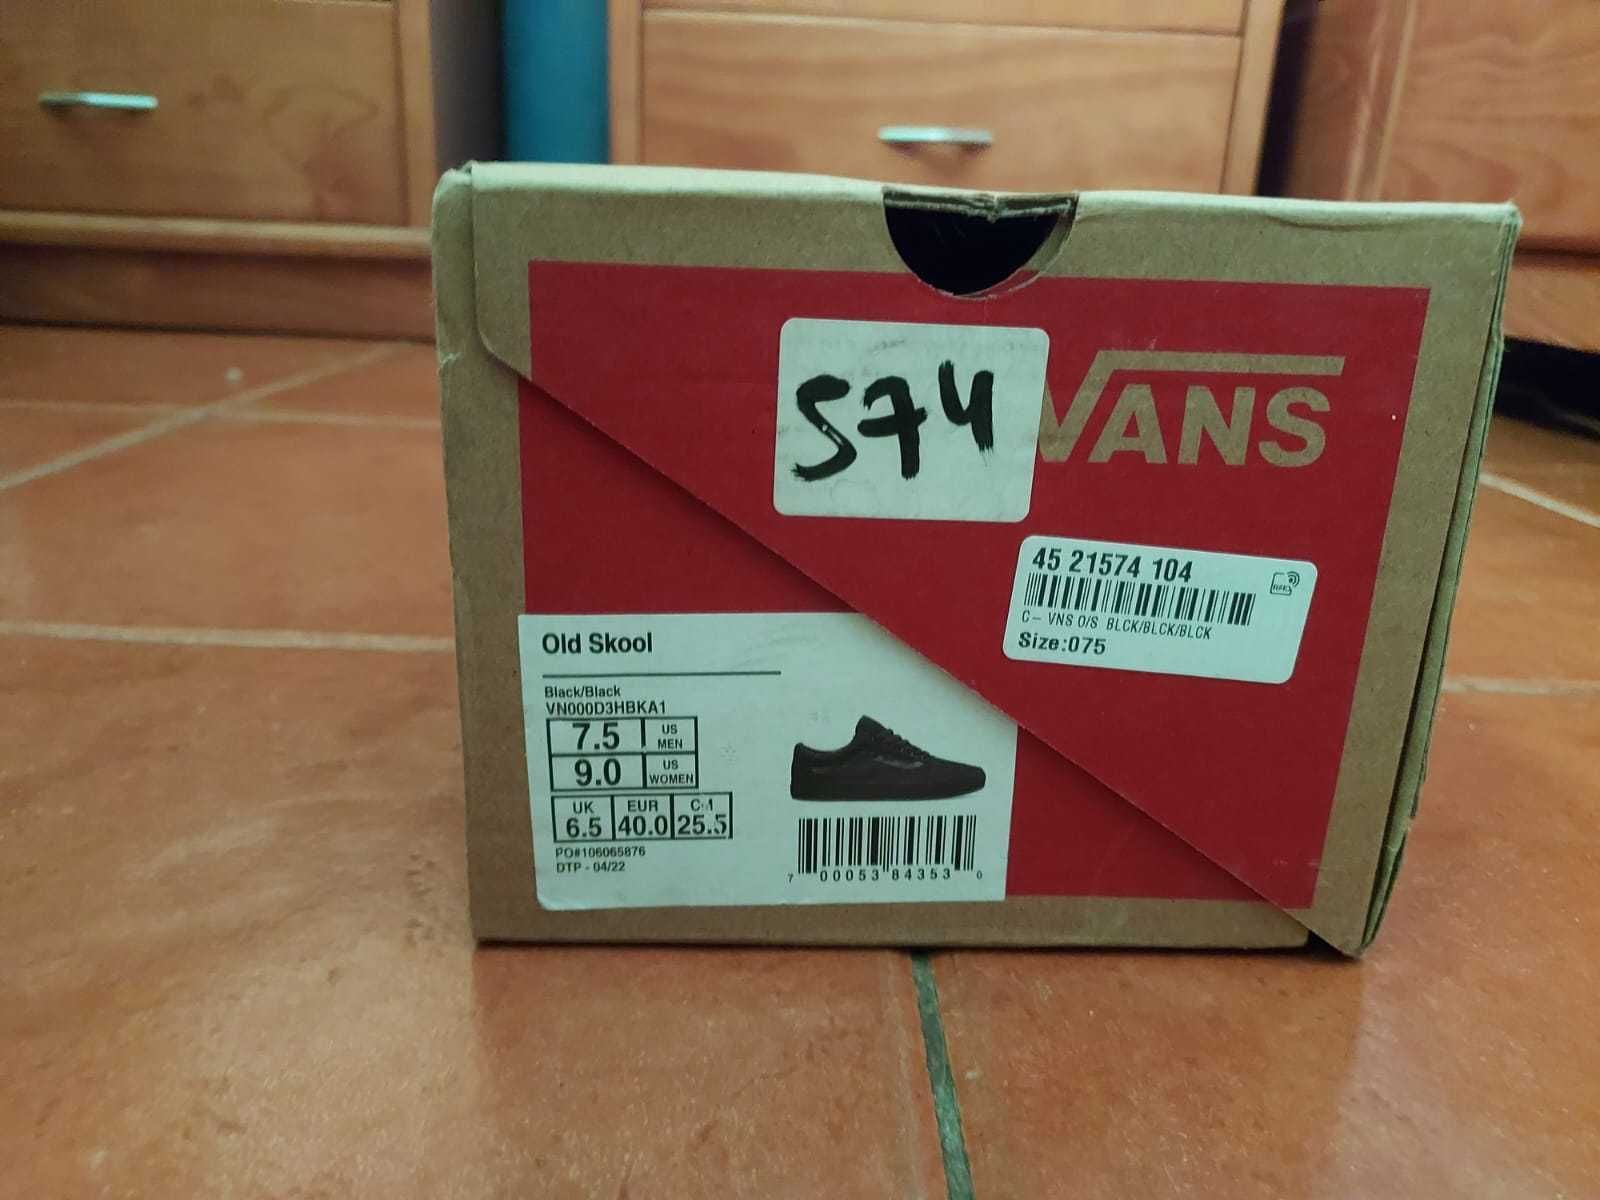 574
VANS
45 21574 104
C- VNS O/S BLCK/BLCK/BLCK
Size:075
Old Skool
Black/Black
VN000D3HBKA1
7.5 US MEN
9.0 US WOMEN
UK EUR
6.5 40.0 25.5
PO#106065876
DTP - 04/22
7 00053 84353 0